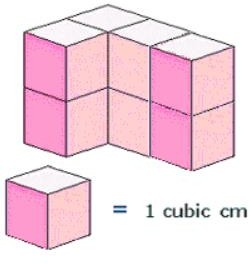 = 1 cubic cm